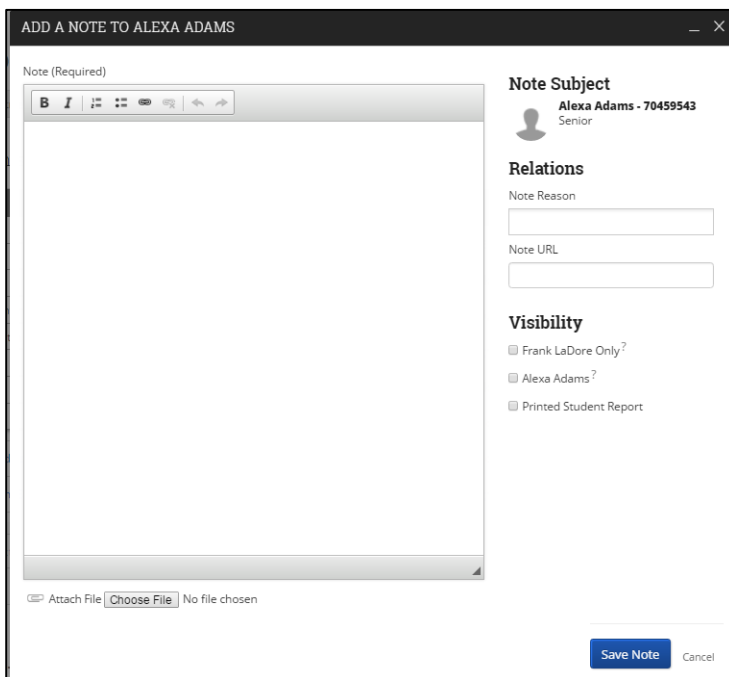 ADD A NOTE TO ALEXA ADAMS
Note (Required)
B I
Note Subject
Alexa Adams - 70459543
Senior
Relations
Note Reason
Note URL
Visibility
Frank LaDore Only ?
Alexa Adams ?
Printed Student Report
Attach File Choose File No file chosen
Save Note Cancel